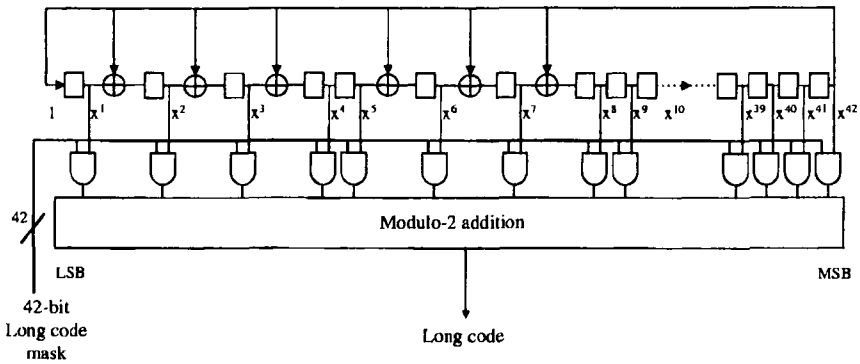 1 x¹ x² x³ x⁴ x⁵ x⁶ x⁷ x⁸ x⁹ x¹⁰ x³⁹ x⁴⁰ x⁴¹ x⁴²
42
Modulo-2 addition
LSB
MSB
42-bit
Long code
mask
Long code